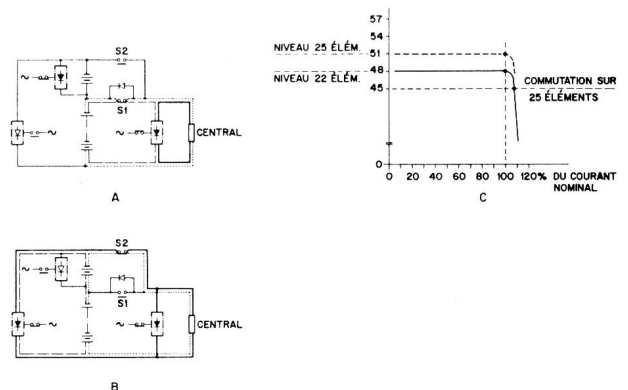 S2
S1
CENTRAL
A
S2
S1
CENTRAL
B
57
54
NIVEAU 25 ÉLÉM. 51
NIVEAU 22 ÉLÉM. 48
COMMUTATION SUR
45
25 ÉLÉMENTS
0
0 20 40 60 80 100 120% DU COURANT
NOMINAL
C